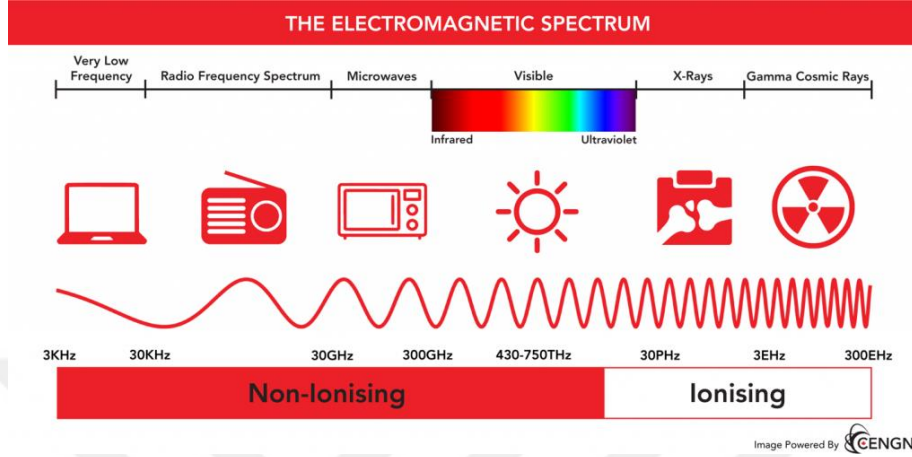 THE ELECTROMAGNETIC SPECTRUM
Very Low
Frequency
Radio Frequency Spectrum
Microwaves
Visible
X-Rays
Gamma Cosmic Rays
Infrared
Ultraviolet
3KHz
30KHz
30GHz
300GHz
430-750THz
30PHz
3EHz
300EHz
Non-Ionising
Ionising
Image Powered By CENGN